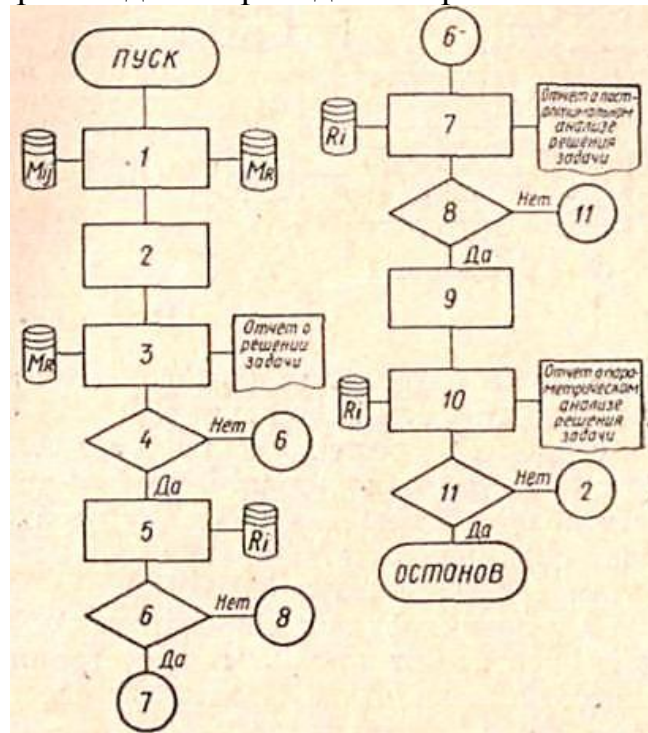 ПУСК
Mij
1
MR
2
MR
3
Отчет о
решении
задачи
4
Нет
6
Да
5
Ri
6
Нет
8
Да
7
6
Ri
7
Отчет о пост-
оптимальном
анализе
решения
задачи
8
Нет
11
Да
9
Ri
10
Отчет о пара-
метрическом
анализе
решения
задачи
11
Нет
2
Да
ОСТАНОВ